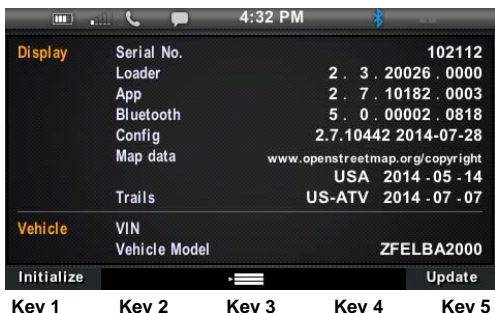 4:32 PM --
Display Serial No. 102112
Loader 2 . 3 . 20026 . 0000
App 2 . 7 . 10182 . 0003
Bluetooth 5 . 0 . 00002 . 0818
Config 2.7.10442 2014-07-28
Map data www.openstreetmap.org/copyright
USA 2014 - 05 - 14
Trails US-ATV 2014 - 07 - 07
Vehicle VIN
Vehicle Model ZFELBA2000
Initialize Update
Key 1 Key 2 Key 3 Key 4 Key 5